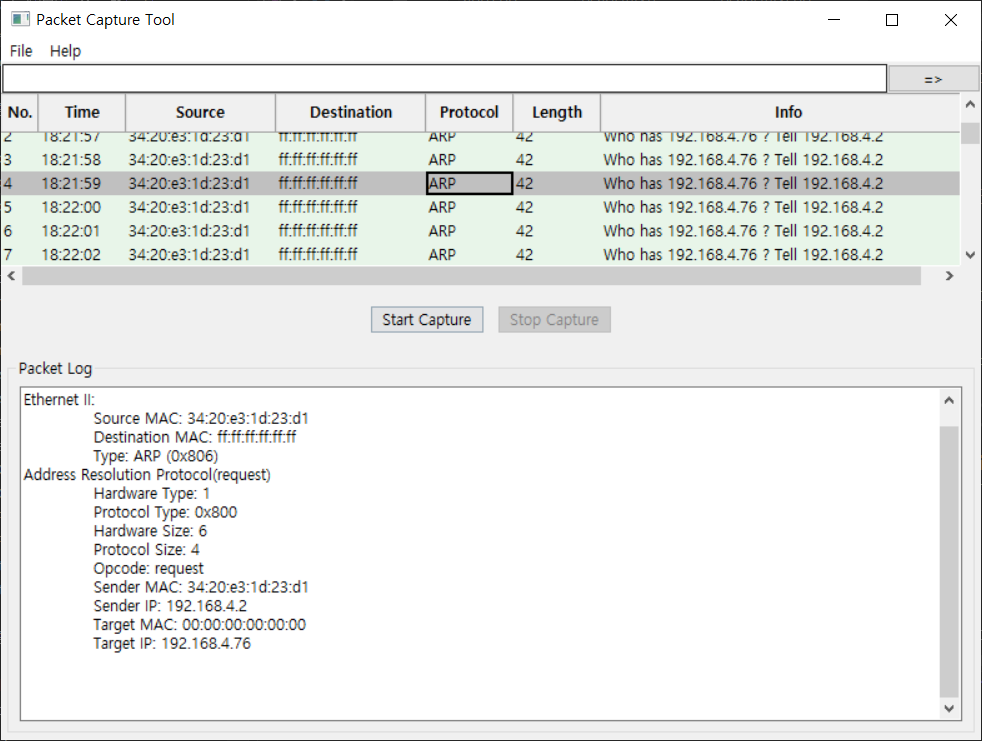 Packet Capture Tool
File Help
=>
No. Time Source Destination Protocol Length Info
2 18:21:57 34:20:e3:1d:23:d1 ff:ff:ff:ff:ff:ff ARP 42 Who has 192.168.4.76 ? Tell 192.168.4.2
3 18:21:58 34:20:e3:1d:23:d1 ff:ff:ff:ff:ff:ff ARP 42 Who has 192.168.4.76 ? Tell 192.168.4.2
4 18:21:59 34:20:e3:1d:23:d1 ff:ff:ff:ff:ff:ff ARP 42 Who has 192.168.4.76 ? Tell 192.168.4.2
5 18:22:00 34:20:e3:1d:23:d1 ff:ff:ff:ff:ff:ff ARP 42 Who has 192.168.4.76 ? Tell 192.168.4.2
6 18:22:01 34:20:e3:1d:23:d1 ff:ff:ff:ff:ff:ff ARP 42 Who has 192.168.4.76 ? Tell 192.168.4.2
7 18:22:02 34:20:e3:1d:23:d1 ff:ff:ff:ff:ff:ff ARP 42 Who has 192.168.4.76 ? Tell 192.168.4.2
Start Capture Stop Capture
Packet Log
Ethernet II:
Source MAC: 34:20:e3:1d:23:d1
Destination MAC: ff:ff:ff:ff:ff:ff
Type: ARP (0x806)
Address Resolution Protocol(request)
Hardware Type: 1
Protocol Type: 0x800
Hardware Size: 6
Protocol Size: 4
Opcode: request
Sender MAC: 34:20:e3:1d:23:d1
Sender IP: 192.168.4.2
Target MAC: 00:00:00:00:00:00
Target IP: 192.168.4.76